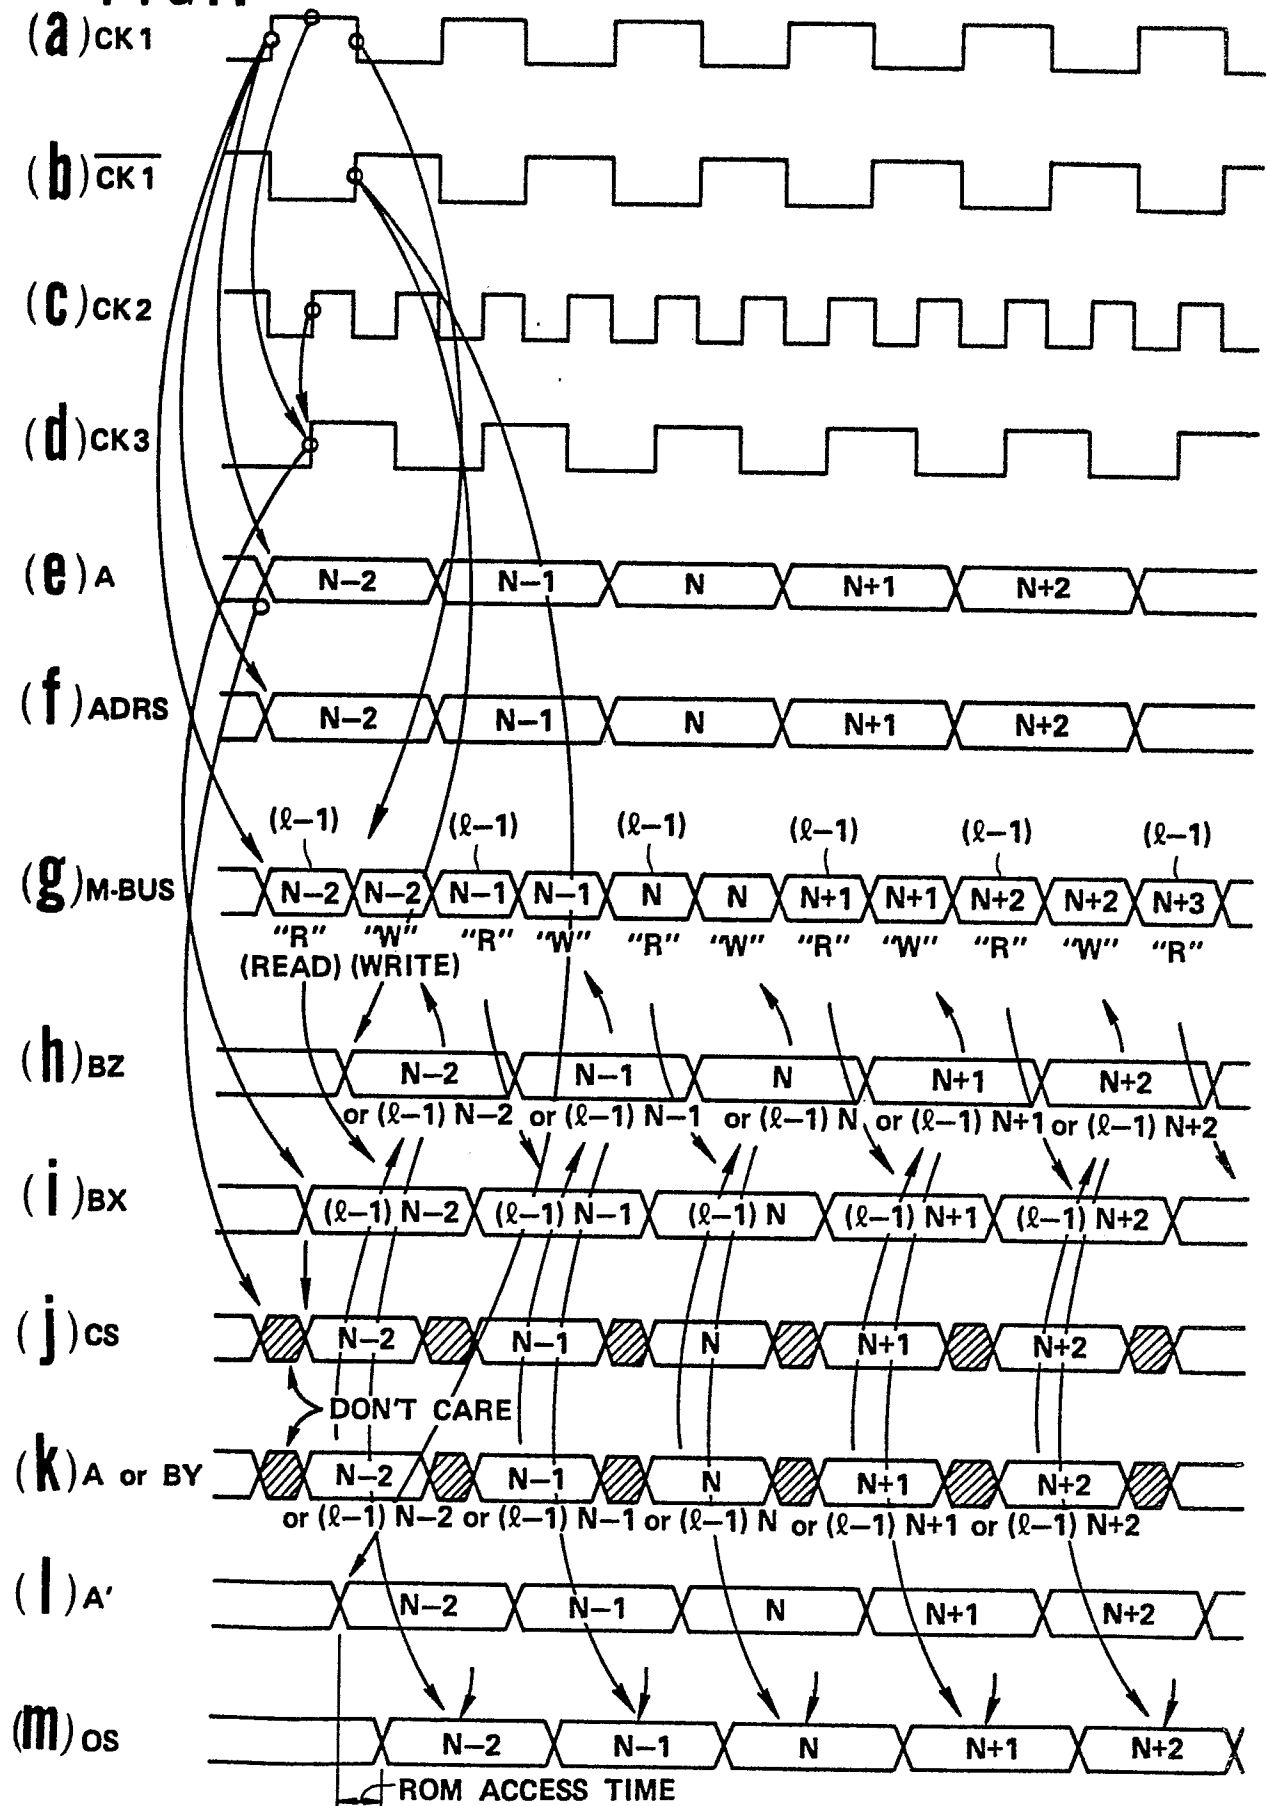 (a) CK1
(b) CK1
(c) CK2
(d) CK3
(e) A N−2 N−1 N N+1 N+2
(f) ADRS N−2 N−1 N N+1 N+2
(ℓ−1) (ℓ−1) (ℓ−1) (ℓ−1) (ℓ−1) (ℓ−1)
(g) M-BUS N−2 N−2 N−1 N−1 N N N+1 N+1 N+2 N+2 N+3
"R" "W" "R" "W" "R" "W" "R" "W" "R" "W" "R"
(READ) (WRITE)
(h) BZ N−2 N−1 N N+1 N+2
or (ℓ−1) N−2 or (ℓ−1) N−1 or (ℓ−1) N or (ℓ−1) N+1 or (ℓ−1) N+2
(i) BX (ℓ−1) N−2 (ℓ−1) N−1 (ℓ−1) N (ℓ−1) N+1 (ℓ−1) N+2
(j) CS N−2 N−1 N N+1 N+2
DON'T CARE
(k) A or BY N−2 N−1 N N+1 N+2
or (ℓ−1) N−2 or (ℓ−1) N−1 or (ℓ−1) N or (ℓ−1) N+1 or (ℓ−1) N+2
(l) A′ N−2 N−1 N N+1 N+2
(m) OS N−2 N−1 N N+1 N+2
ROM ACCESS TIME